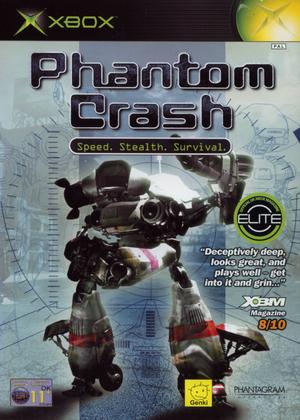 XBOX
PAL
Phantom
Crash
Speed. Stealth. Survival.
ELITE
"Deceptively deep,
looks great, and
plays well – get
into it and grin..."
XBM
Magazine
8/10
11
Genki
PHANTAGRAM